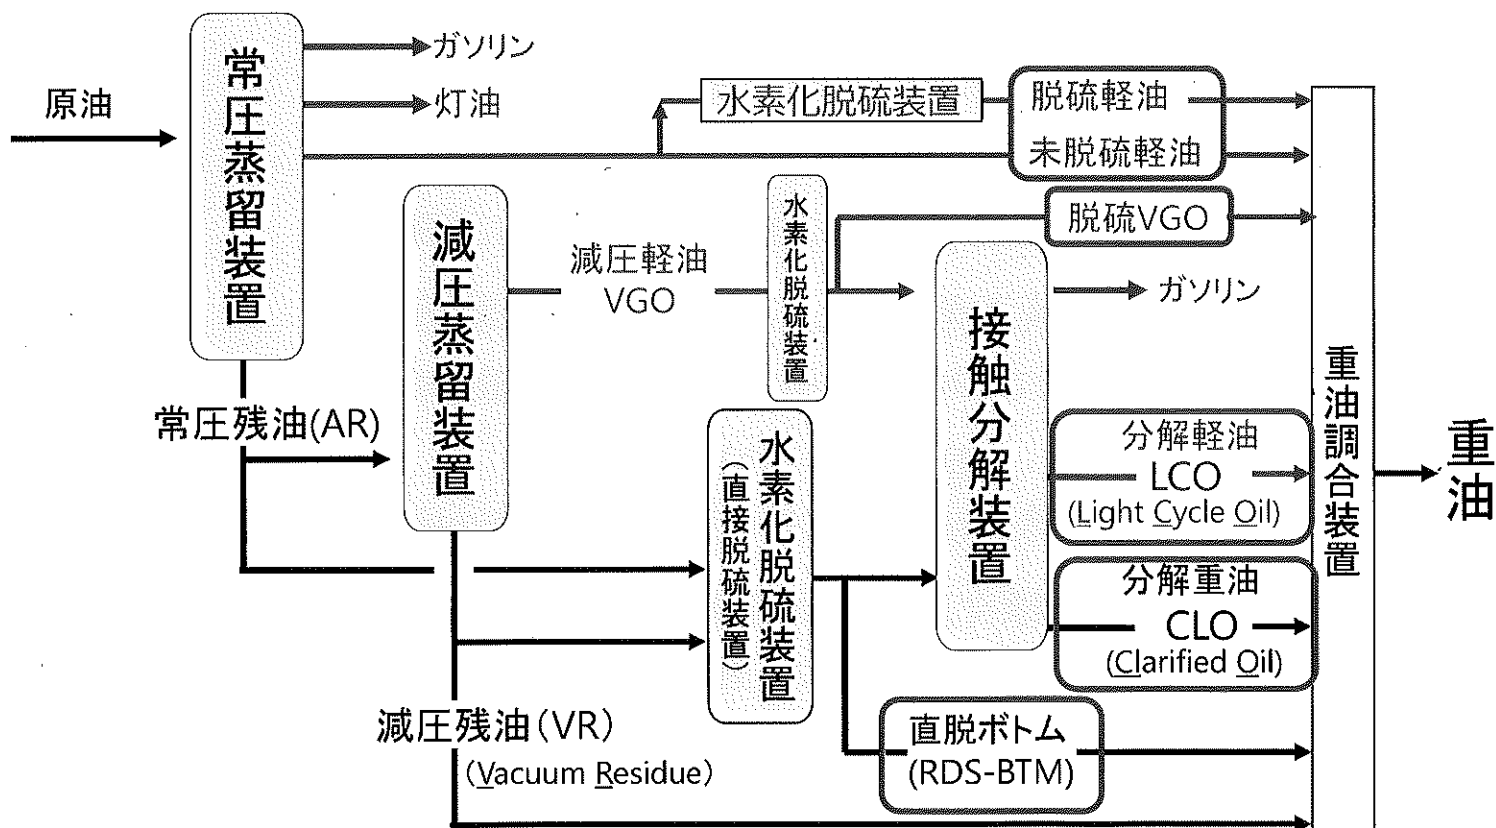 原油
常圧蒸留装置
ガソリン
灯油
水素化脱硫装置
脱硫軽油
未脱硫軽油
減圧蒸留装置
減圧軽油
VGO
水素化脱硫装置
脱硫VGO
接触分解装置
ガソリン
常圧残油(AR)
水素化脱硫装置
(直接脱硫装置)
分解軽油
LCO
(Light Cycle Oil)
分解重油
CLO
(Clarified Oil)
減圧残油(VR)
(Vacuum Residue)
直脱ボトム
(RDS-BTM)
重油調合装置
重油